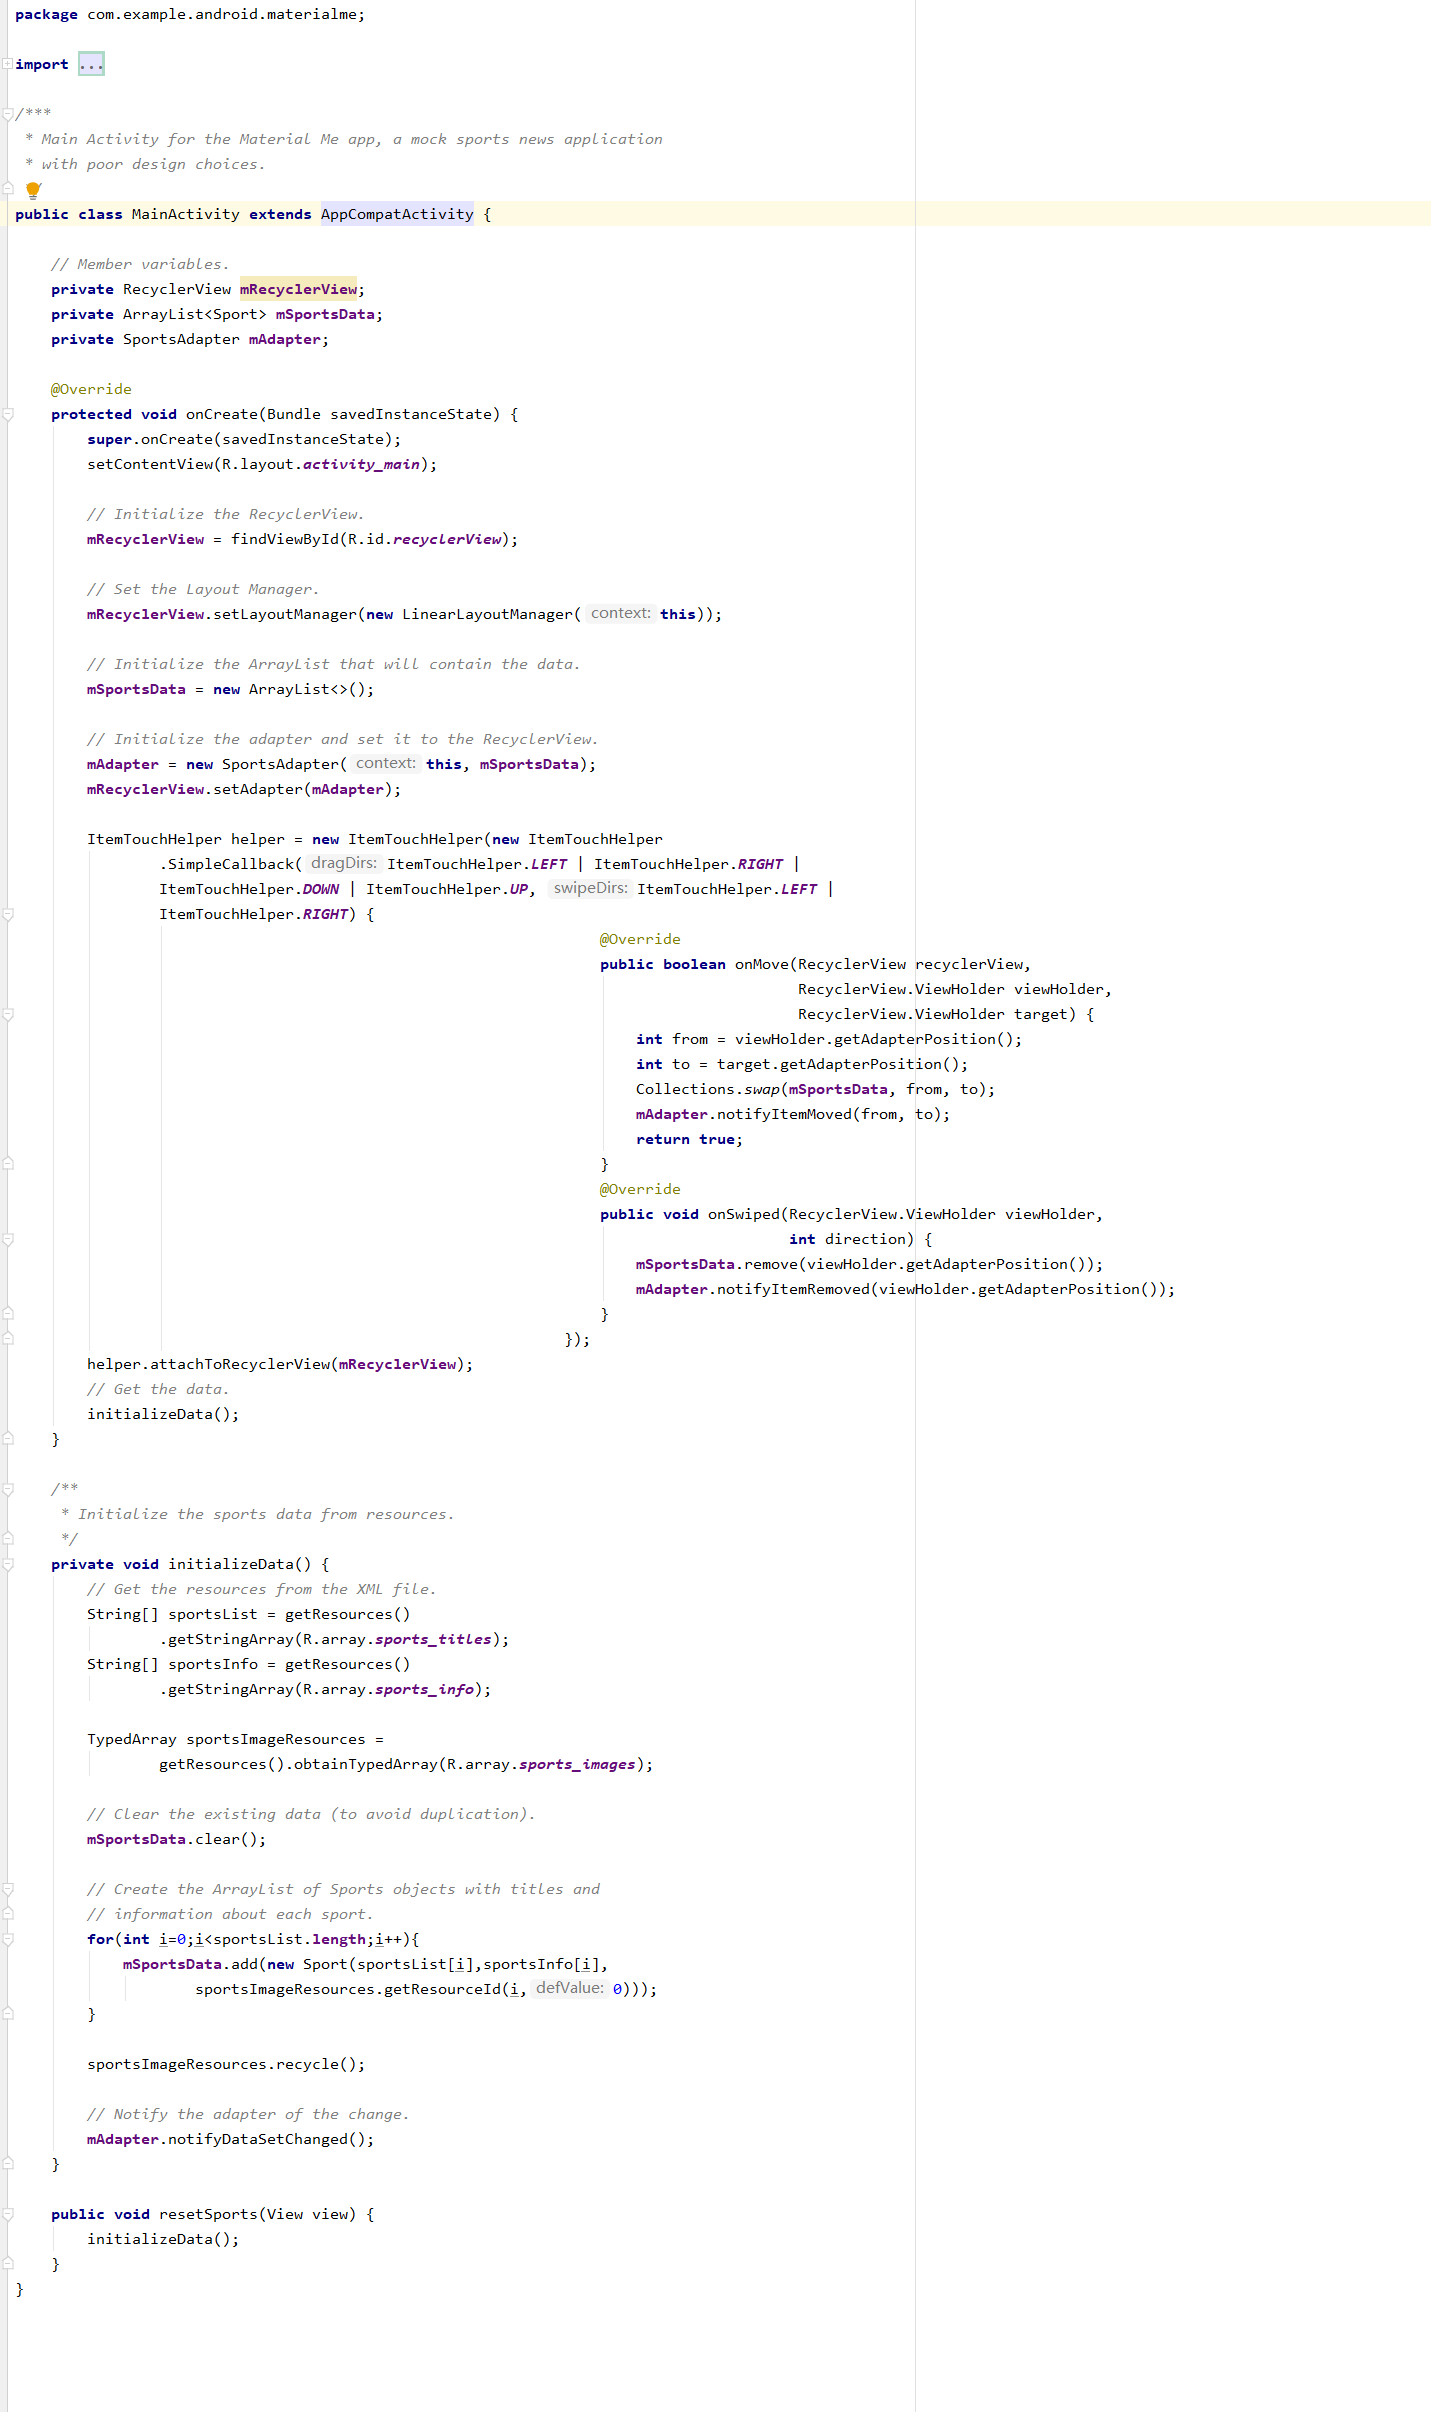 package com.example.android.materialme;
import ...
/***
* Main Activity for the Material Me app, a mock sports news application
* with poor design choices.
public class MainActivity extends AppCompatActivity {
// Member variables.
private RecyclerView mRecyclerView;
private ArrayList<Sport> mSportsData;
private SportsAdapter mAdapter;
@Override
protected void onCreate(Bundle savedInstanceState) {
super.onCreate(savedInstanceState);
setContentView(R.layout.activity_main);
// Initialize the RecyclerView.
mRecyclerView = findViewById(R.id.recyclerView);
// Set the Layout Manager.
mRecyclerView.setLayoutManager(new LinearLayoutManager( context: this));
// Initialize the ArrayList that will contain the data.
mSportsData = new ArrayList<>();
// Initialize the adapter and set it to the RecyclerView.
mAdapter = new SportsAdapter( context: this, mSportsData);
mRecyclerView.setAdapter(mAdapter);
ItemTouchHelper helper = new ItemTouchHelper(new ItemTouchHelper
.SimpleCallback( dragDirs: ItemTouchHelper.LEFT | ItemTouchHelper.RIGHT |
ItemTouchHelper.DOWN | ItemTouchHelper.UP, swipeDirs: ItemTouchHelper.LEFT |
ItemTouchHelper.RIGHT) {
@Override
public boolean onMove(RecyclerView recyclerView,
RecyclerView.ViewHolder viewHolder,
RecyclerView.ViewHolder target) {
int from = viewHolder.getAdapterPosition();
int to = target.getAdapterPosition();
Collections.swap(mSportsData, from, to);
mAdapter.notifyItemMoved(from, to);
return true;
}
@Override
public void onSwiped(RecyclerView.ViewHolder viewHolder,
int direction) {
mSportsData.remove(viewHolder.getAdapterPosition());
mAdapter.notifyItemRemoved(viewHolder.getAdapterPosition());
}
});
helper.attachToRecyclerView(mRecyclerView);
// Get the data.
initializeData();
}
/**
* Initialize the sports data from resources.
*/
private void initializeData() {
// Get the resources from the XML file.
String[] sportsList = getResources()
.getStringArray(R.array.sports_titles);
String[] sportsInfo = getResources()
.getStringArray(R.array.sports_info);
TypedArray sportsImageResources =
getResources().obtainTypedArray(R.array.sports_images);
// Clear the existing data (to avoid duplication).
mSportsData.clear();
// Create the ArrayList of Sports objects with titles and
// information about each sport.
for(int i=0;i<sportsList.length;i++){
mSportsData.add(new Sport(sportsList[i],sportsInfo[i],
sportsImageResources.getResourceId(i, defValue: 0)));
}
sportsImageResources.recycle();
// Notify the adapter of the change.
mAdapter.notifyDataSetChanged();
}
public void resetSports(View view) {
initializeData();
}
}